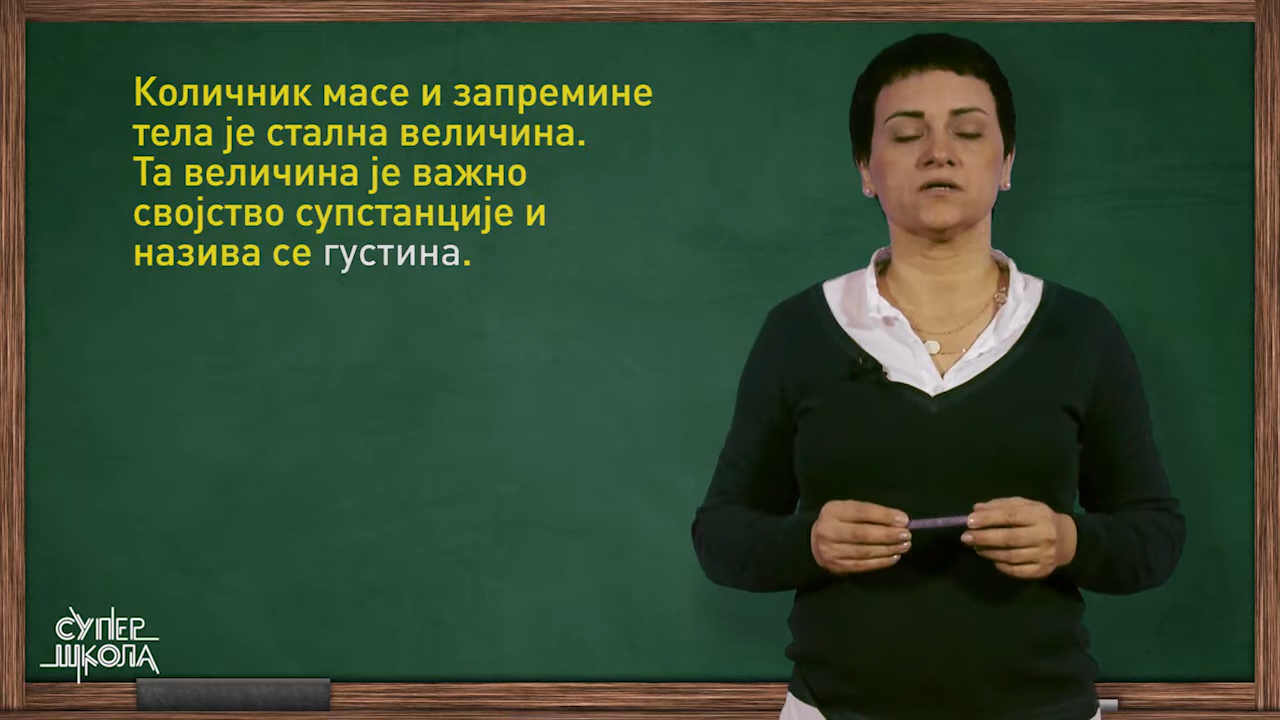 Количник масе и запремине
тела је стална величина.
Та величина је важно
својство супстанције и
назива се густина.
СУПЕР
ШКОЛА